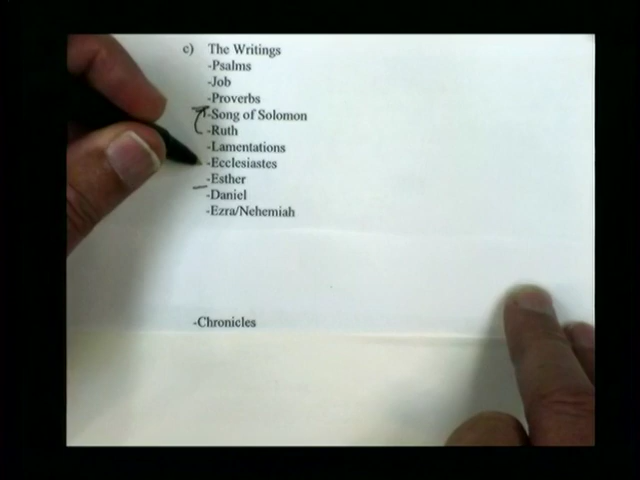 c) The Writings
-Psalms
-Job
-Proverbs
-Song of Solomon
-Ruth
-Lamentations
-Ecclesiastes
-Esther
-Daniel
-Ezra/Nehemiah
-Chronicles